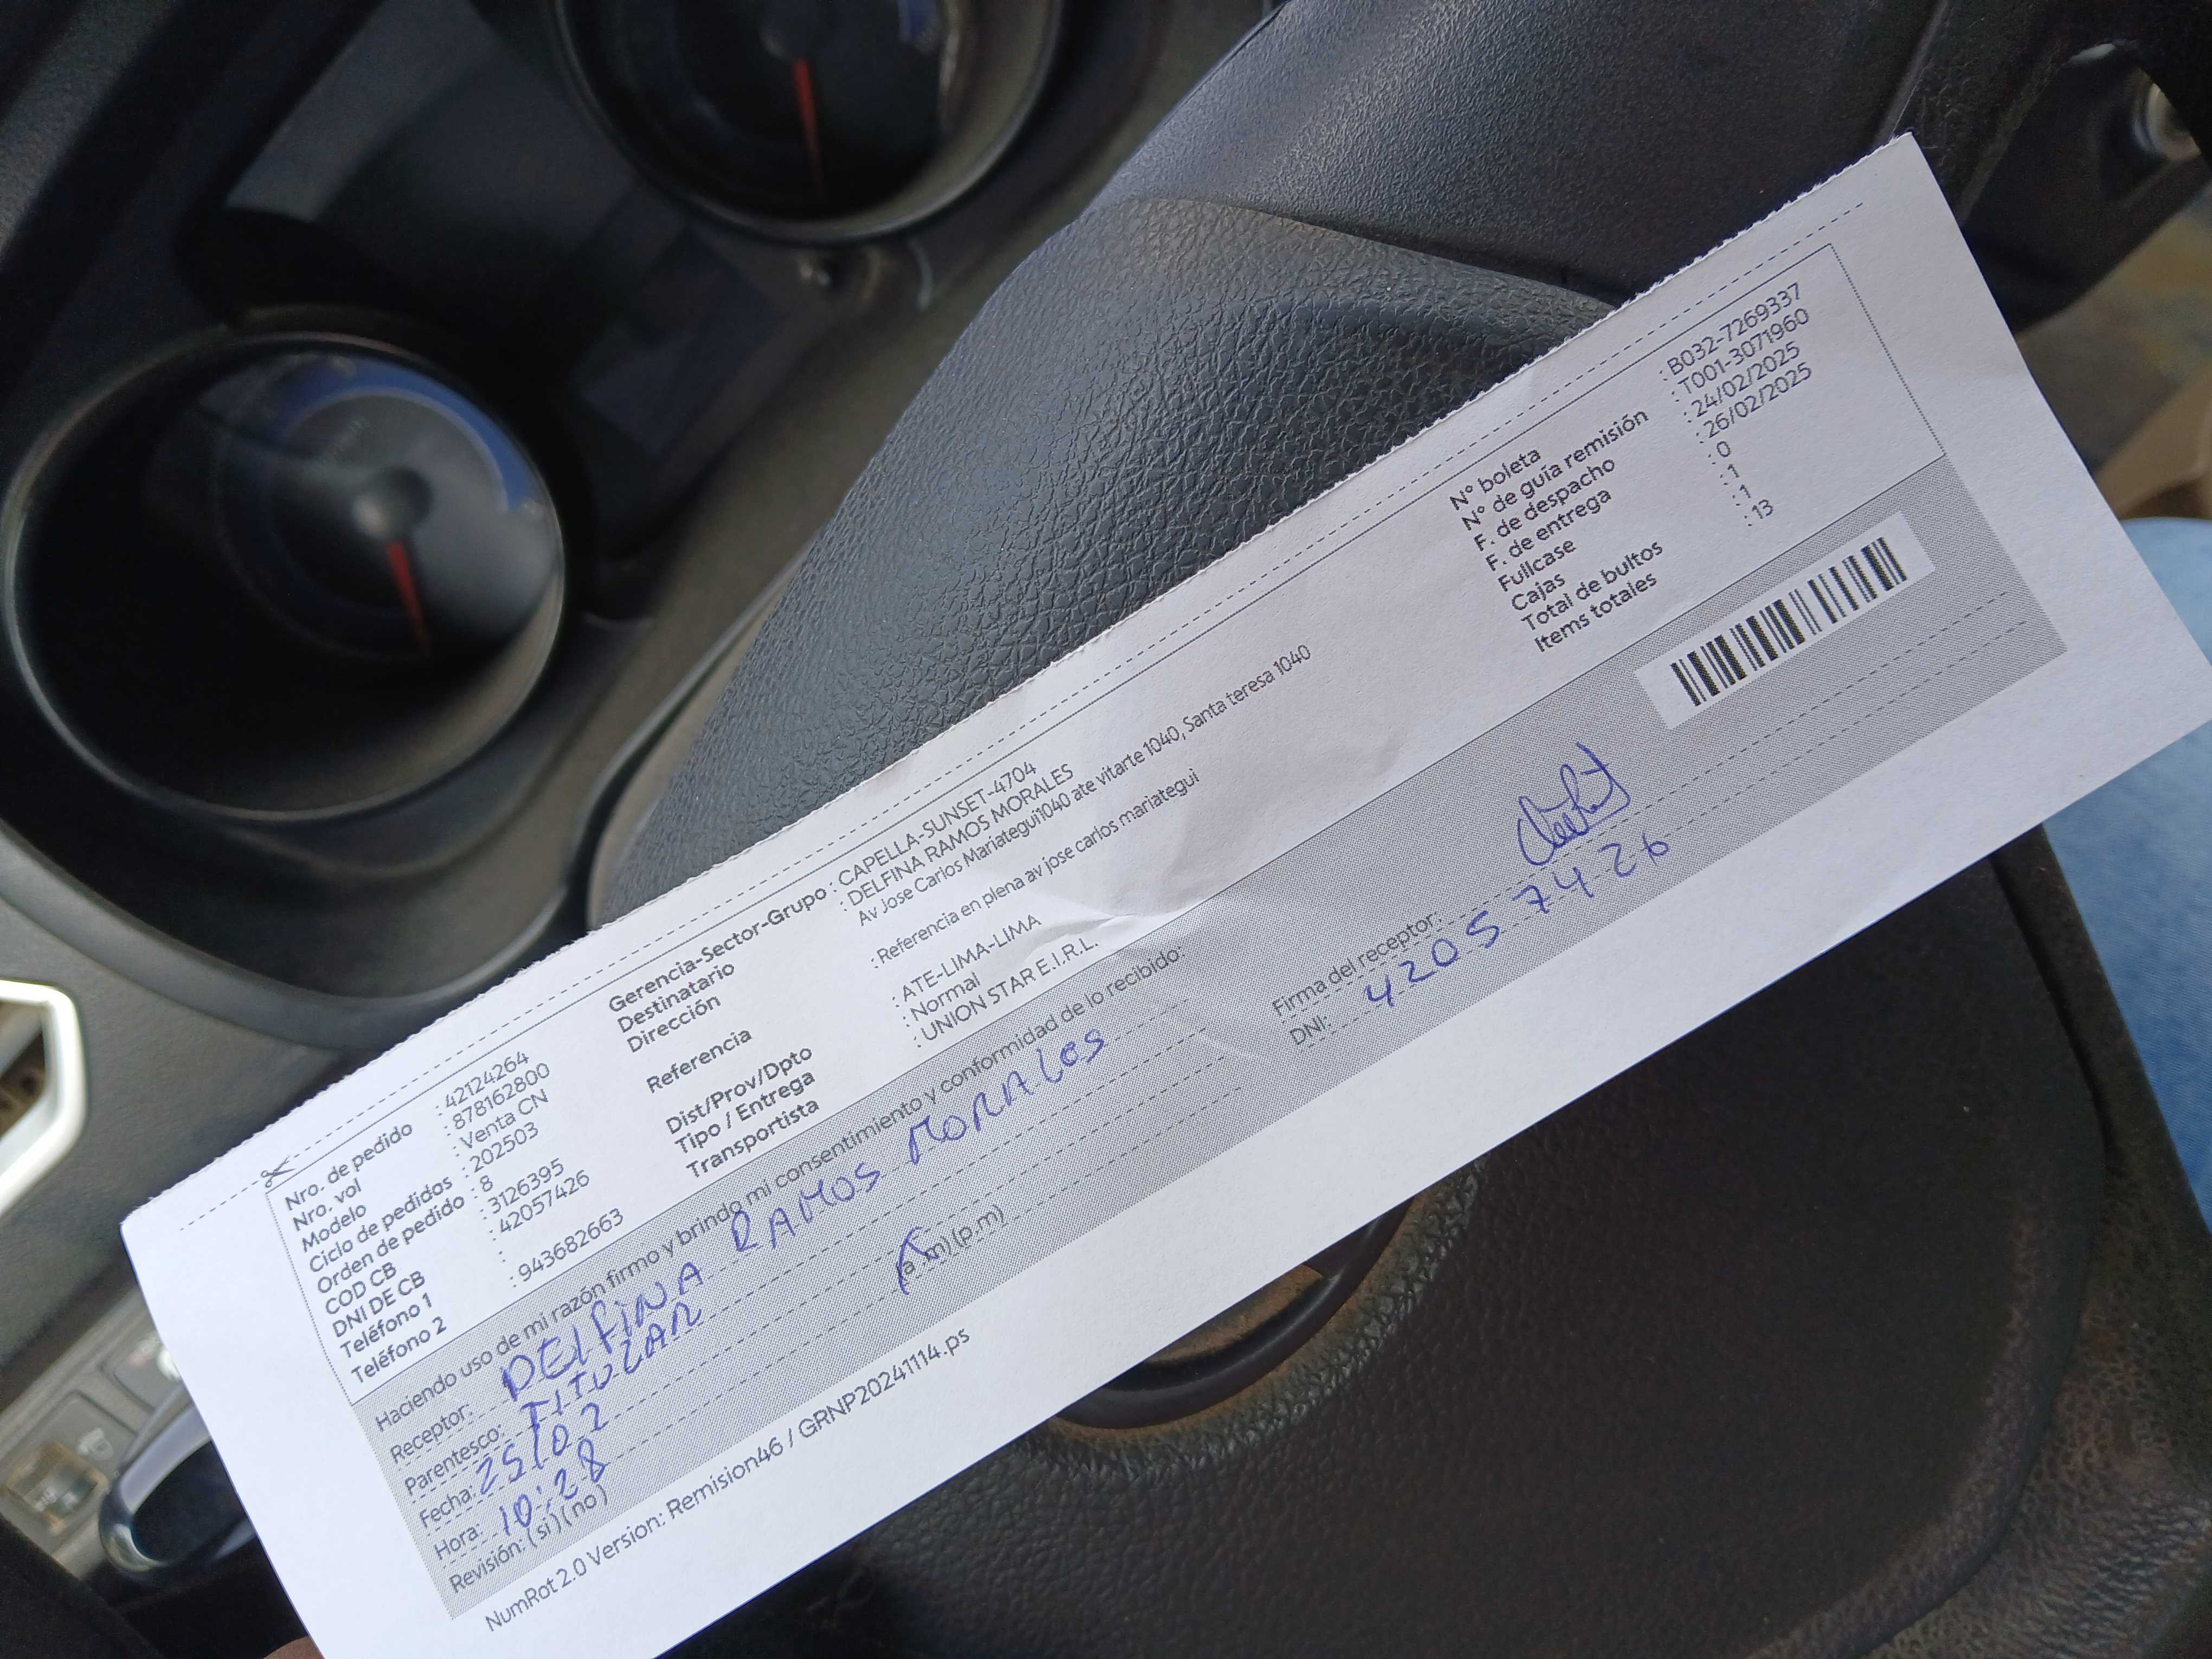 Nro. de pedido : 42124264
Nro. vol : 878162800
Modelo : Venta CN
Ciclo de pedidos : 202503
Orden de pedido : 8
COD CB : 3126395
DNI DE CB : 42057426
Teléfono 1 :
Teléfono 2 : 943682663
Gerencia-Sector-Grupo : CAPELLA-SUNSET-4704
Destinatario : DELFINA RAMOS MORALES
Dirección Av Jose Carlos Mariategui1040 ate vitarte 1040, Santa teresa 1040
Referencia : Referencia en plena av jose carlos mariategui
Dist/Prov/Dpto : ATE-LIMA-LIMA
Tipo / Entrega : Normal
Transportista : UNION STAR E.I.R.L.
N° boleta : B032-7269337
N° de guía remisión : T001-3071960
F. de despacho : 24/02/2025
F. de entrega : 26/02/2025
Fullcase : 0
Cajas : 1
Total de bultos : 1
Items totales : 13
Haciendo uso de mi razón firmo y brindo mi consentimiento y conformidad de lo recibido:
Receptor: DELFINA RAMOS MORALES
Parentesco: TITULAR
Fecha: 25/02
Hora: 10:28 (a.m) (p.m)
Revisión: (si) (no)
Firma del receptor:
DNI: 42057426
NumRot 2.0 Version: Remision46 / GRNP20241114.ps